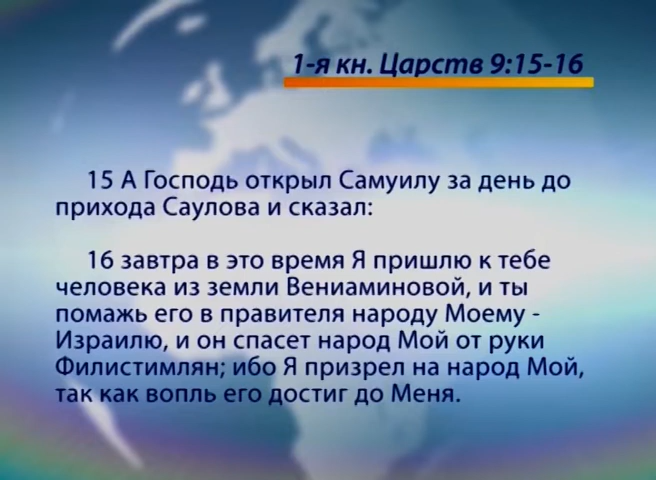 1-я кн. Царств 9:15-16
15 А Господь открыл Самуилу за день до
прихода Саулова и сказал:
16 завтра в это время Я пришлю к тебе
человека из земли Вениаминовой, и ты
помажь его в правителя народу Моему -
Израилю, и он спасет народ Мой от руки
Филистимлян; ибо Я призрел на народ Мой,
так как вопль его достиг до Меня.